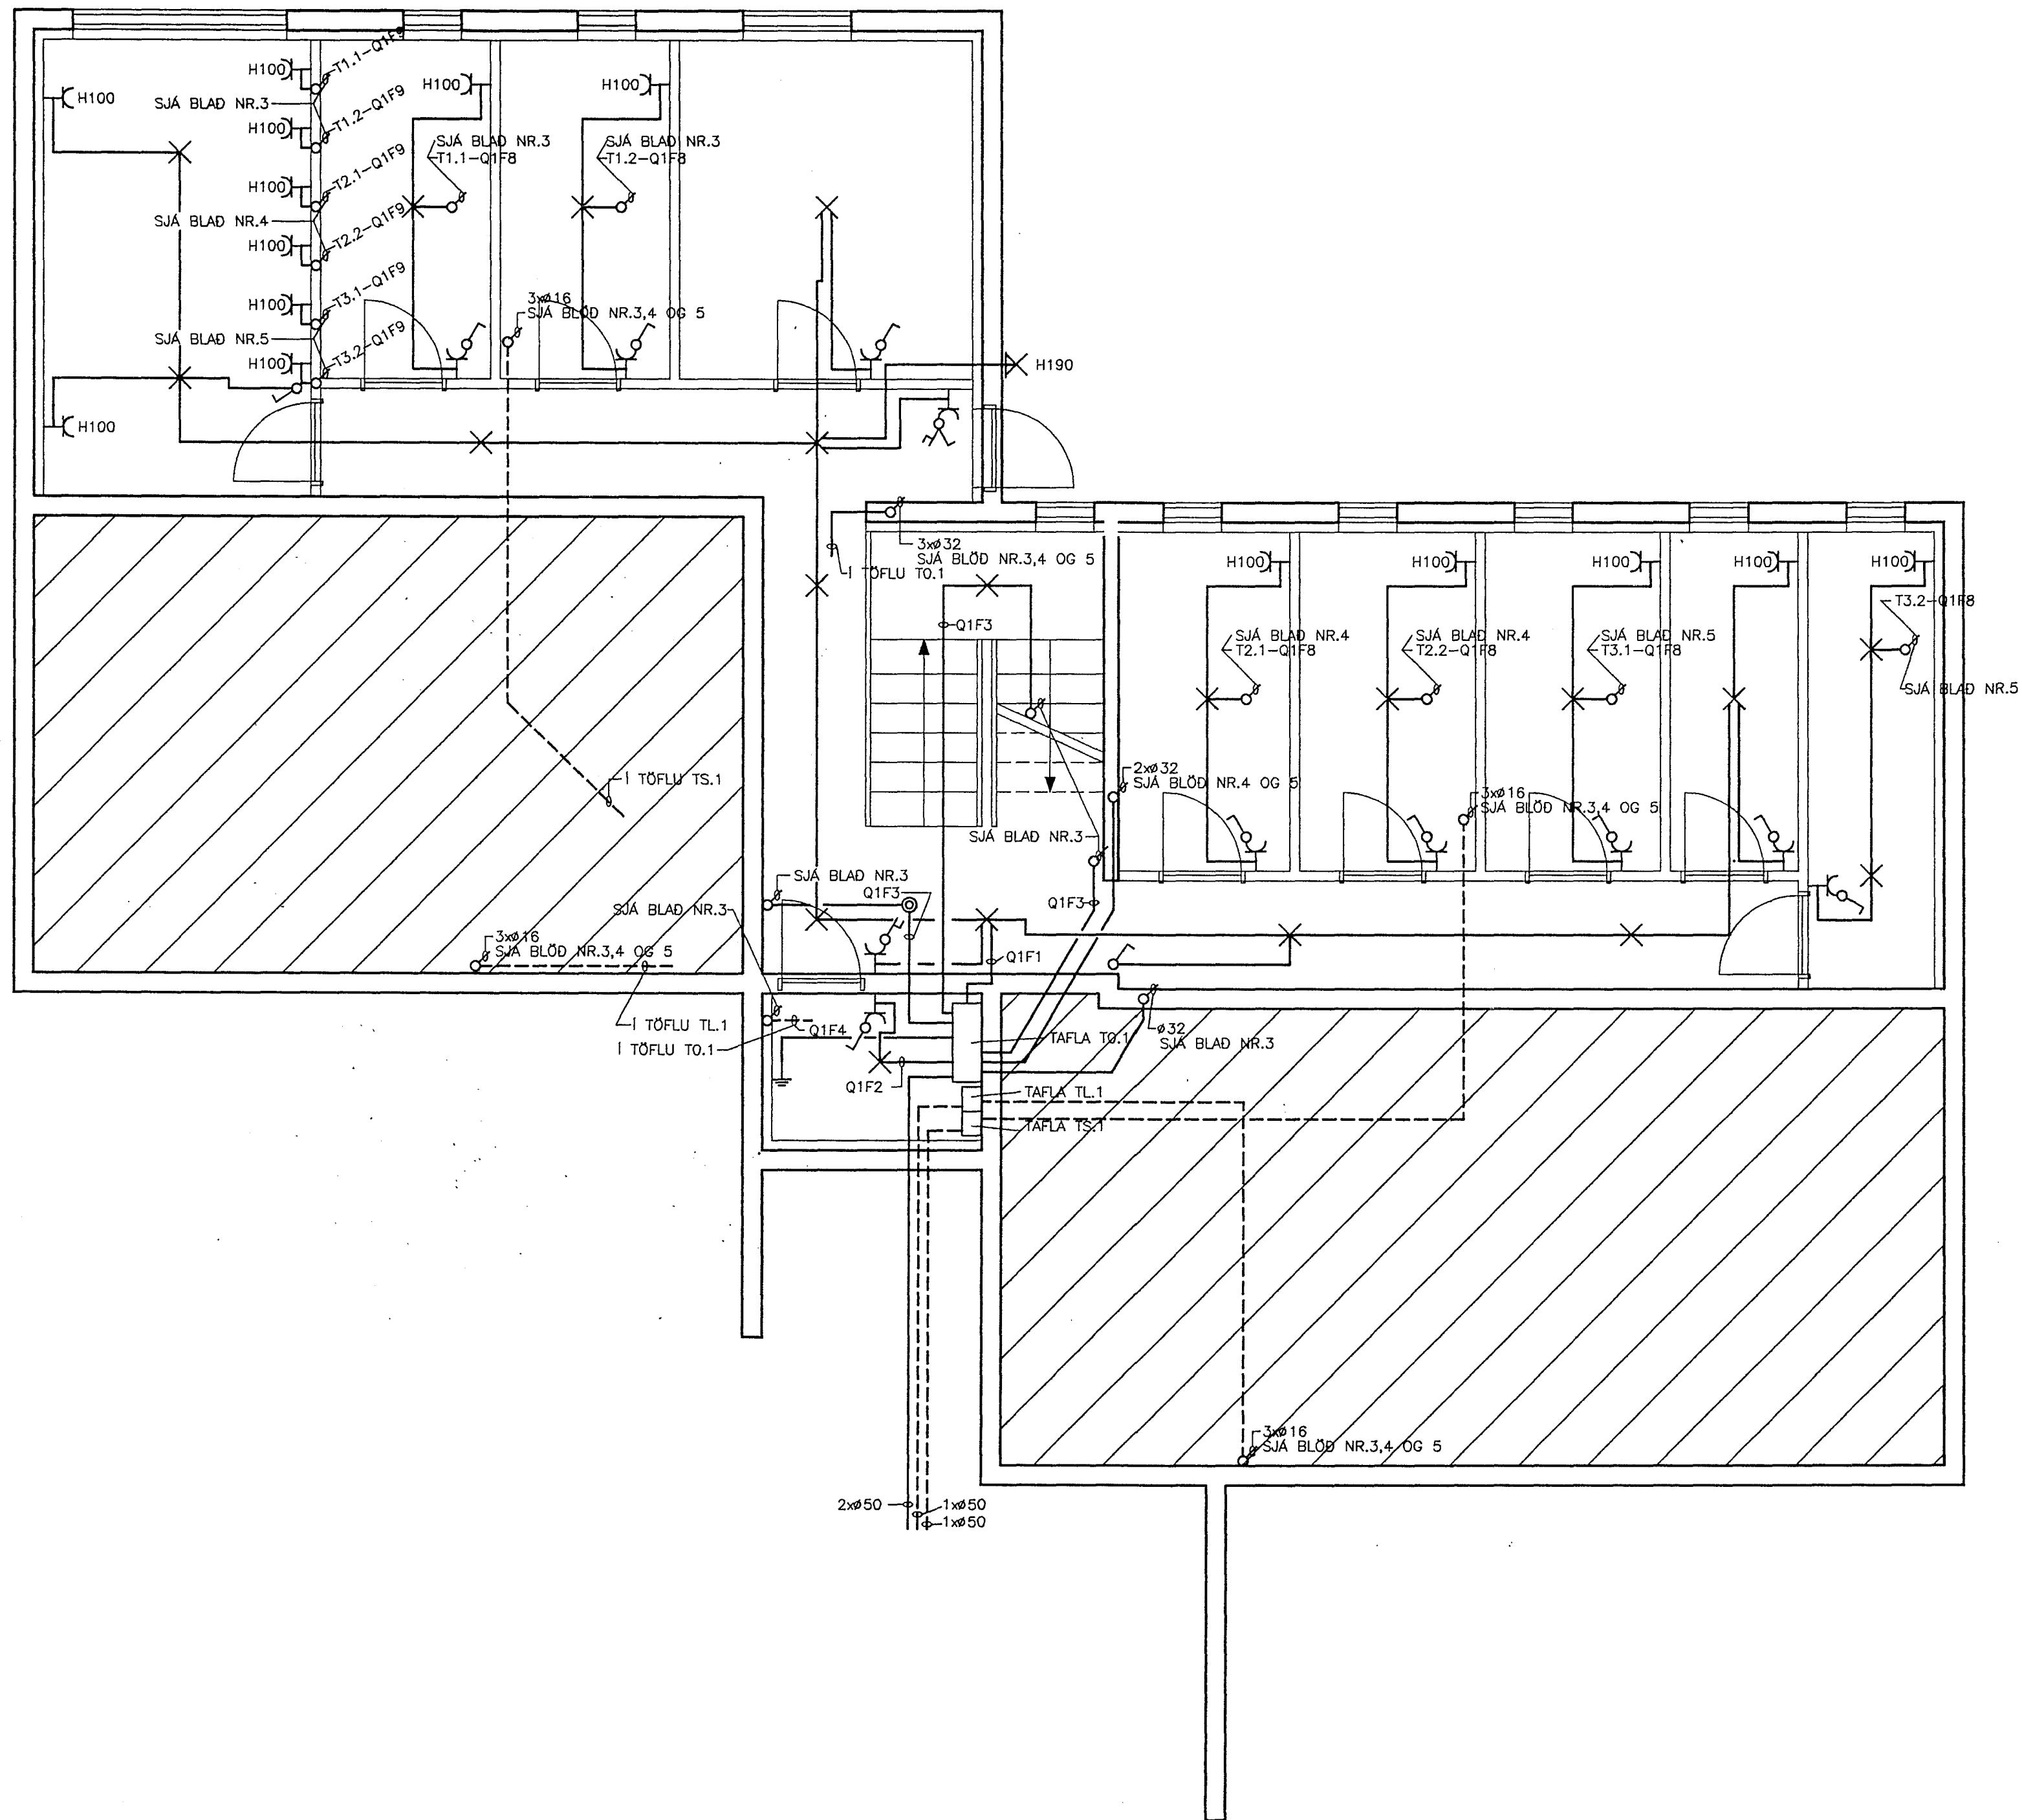 T1.1-Q1F9
H100
H100
SJÁ BLAÐ NR.3
T1.2-Q1F9
H100
T2.1-Q1F9
H100
SJÁ BLAÐ NR.4
T2.2-Q1F9
H100
T3.1-Q1F9
H100
SJÁ BLAÐ NR.5
T3.2-Q1F9
H100
H100
H100
SJÁ BLAÐ NR.3
T1.1-Q1F8
H100
SJÁ BLAÐ NR.3
T1.2-Q1F8
3xø16
SJÁ BLÖÐ NR.3,4 OG 5
H190
3xø32
SJÁ BLÖÐ NR.3,4 OG 5
Í TÖFLU TO.1
Q1F3
H100
H100
H100
H100
H100
SJÁ BLAÐ NR.4
T2.1-Q1F8
SJÁ BLAÐ NR.4
T2.2-Q1F8
SJÁ BLAÐ NR.5
T3.1-Q1F8
T3.2-Q1F8
SJÁ BLAÐ NR.5
Í TÖFLU TS.1
2xø32
SJÁ BLÖÐ NR.4 OG 5
3xø16
SJÁ BLÖÐ NR.3,4 OG 5
SJÁ BLAÐ NR.3
SJÁ BLAÐ NR.3
Q1F3
Q1F3
SJÁ BLAÐ NR.3
3xø16
SJÁ BLÖÐ NR.3,4 OG 5
Q1F1
Í TÖFLU TL.1
Q1F4
Í TÖFLU TO.1
Q1F2
TAFLA TO.1
ø32
SJÁ BLAÐ NR.3
TAFLA TL.1
TAFLA TS.1
3xø16
SJÁ BLÖÐ NR.3,4 OG 5
2xø50
1xø50
1xø50